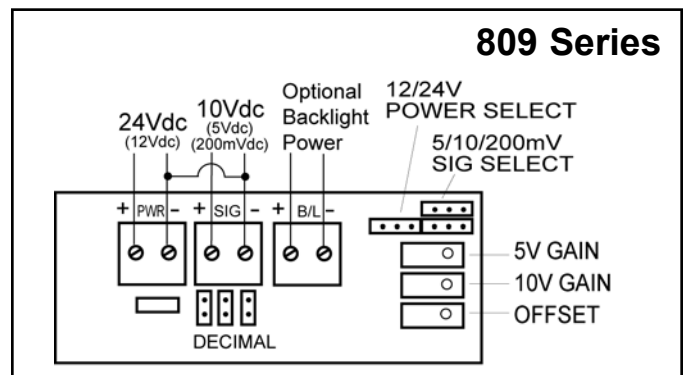 809 Series
Optional
Backlight
Power
12/24V
POWER SELECT
24Vdc
(12Vdc)
10Vdc
(5Vdc)
(200mVdc)
5/10/200mV
SIG SELECT
+ PWR - + SIG - + B/L -
5V GAIN
10V GAIN
OFFSET
DECIMAL